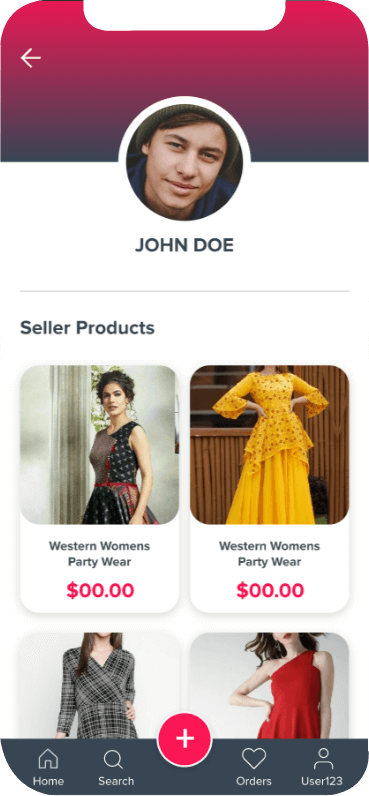 JOHN DOE
Seller Products
Western Womens
Party Wear
$00.00
Western Womens
Party Wear
$00.00
Home
Search
Orders
User123